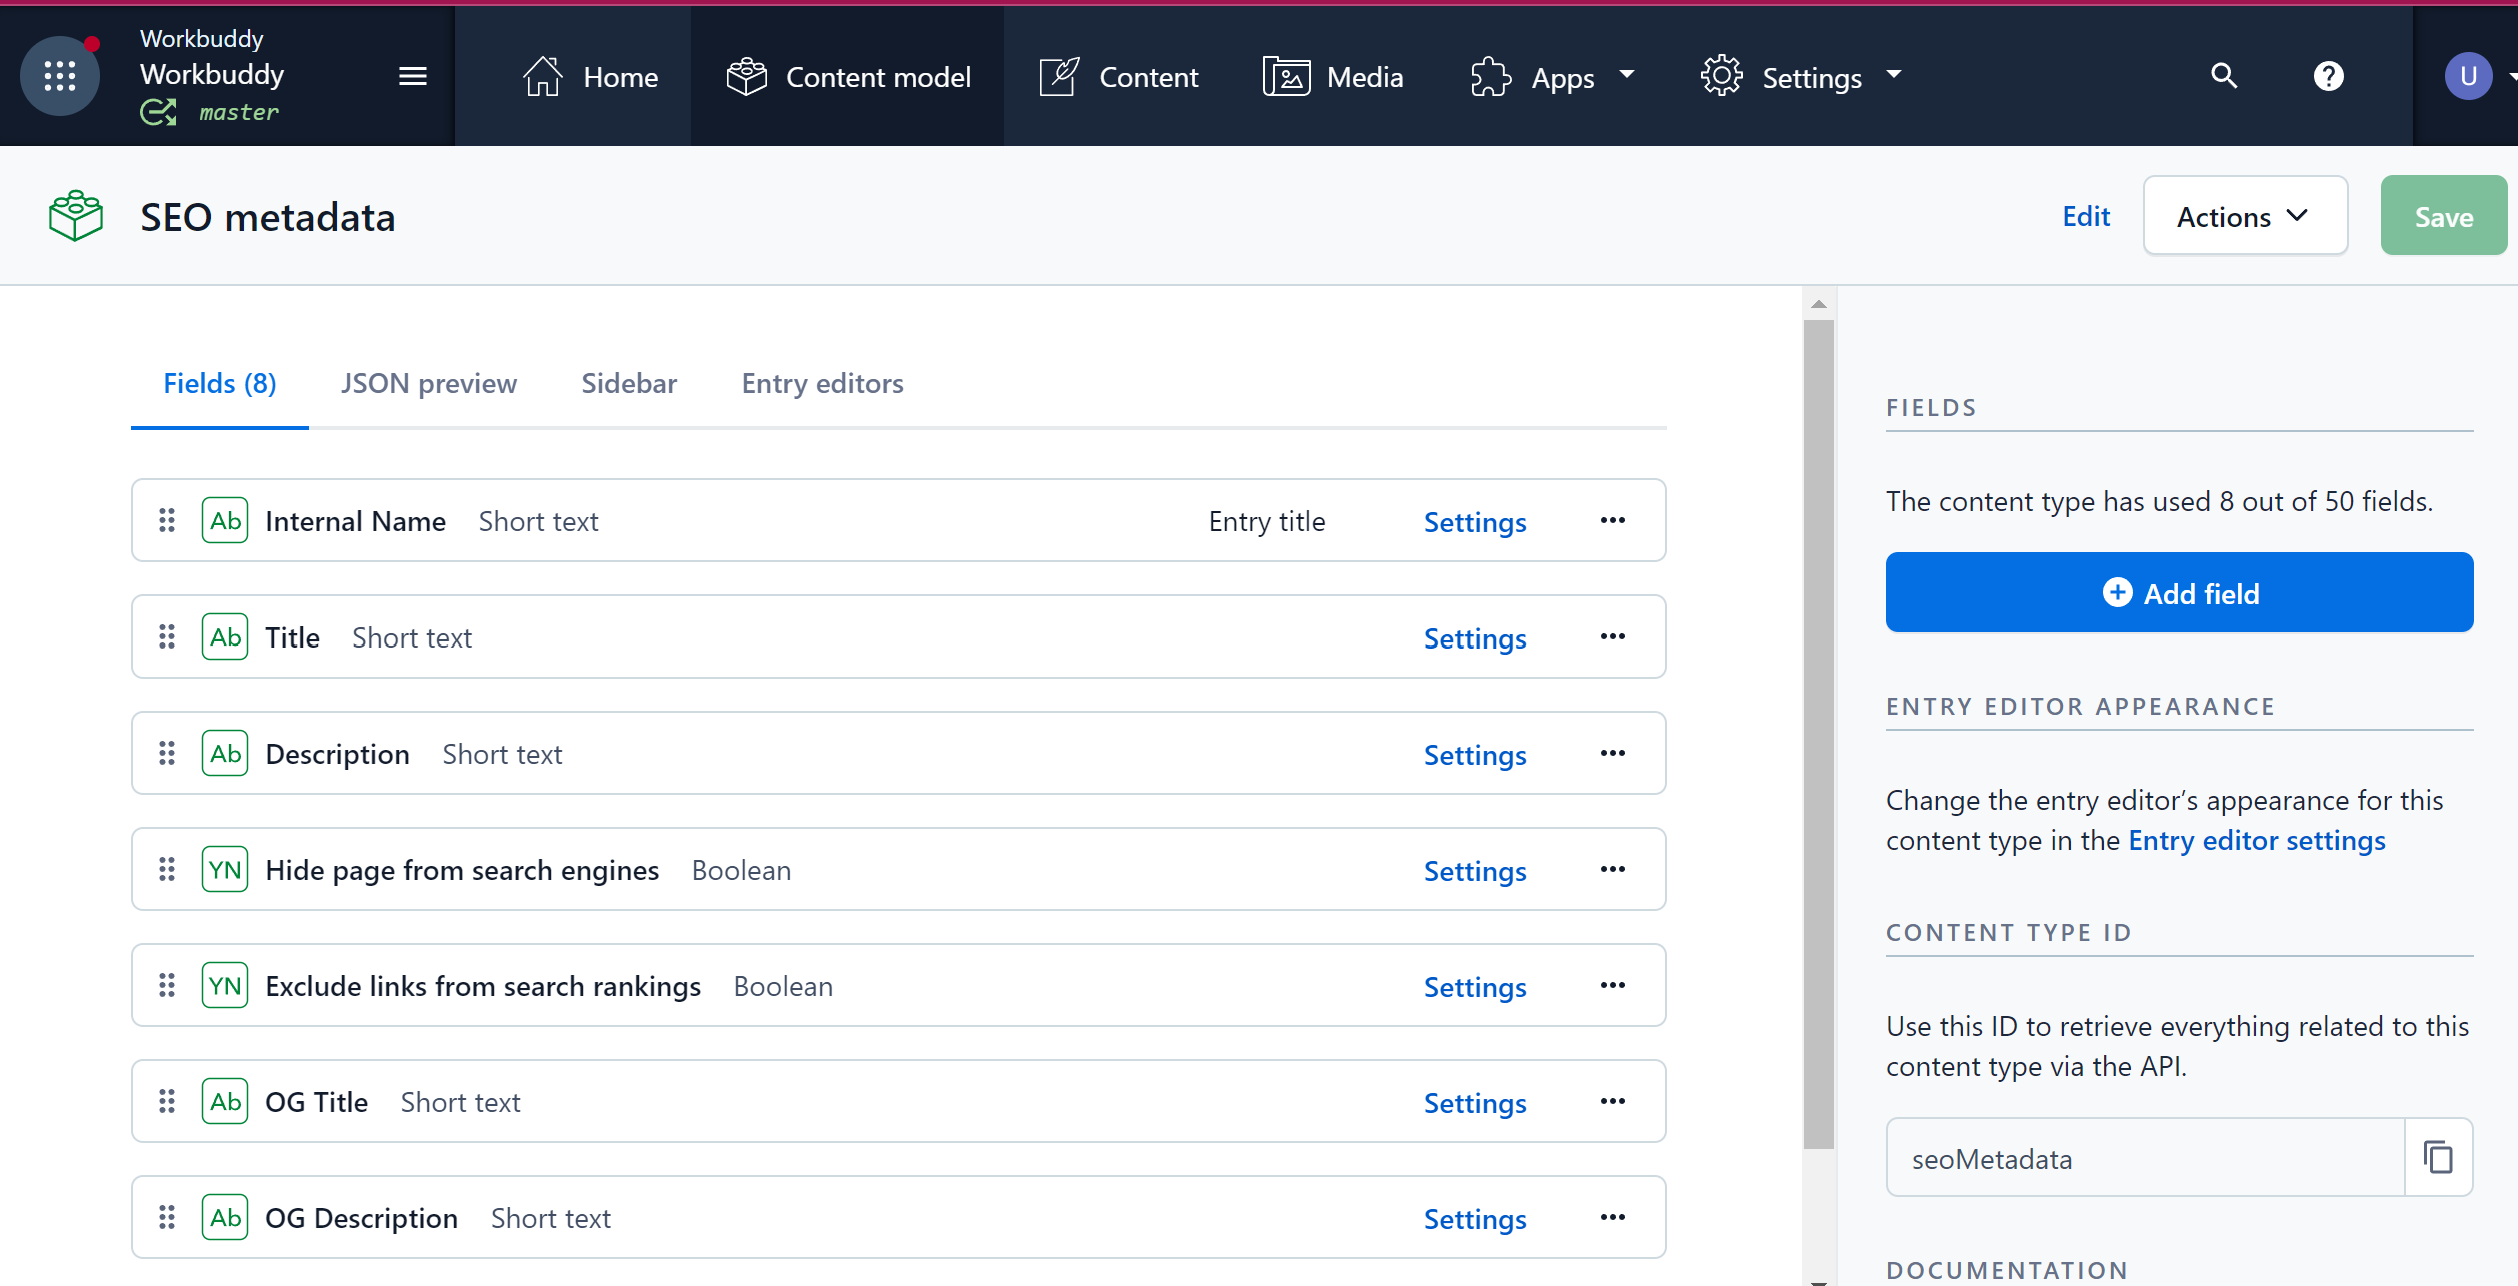 Workbuddy
Workbuddy
master
Home
Content model
Content
Media
Apps
Settings
U
SEO metadata
Edit
Actions
Save
Fields (8)
JSON preview
Sidebar
Entry editors
Ab Internal Name Short text Entry title Settings
Ab Title Short text Settings
Ab Description Short text Settings
YN Hide page from search engines Boolean Settings
YN Exclude links from search rankings Boolean Settings
Ab OG Title Short text Settings
Ab OG Description Short text Settings
FIELDS
The content type has used 8 out of 50 fields.
Add field
ENTRY EDITOR APPEARANCE
Change the entry editor’s appearance for this
content type in the Entry editor settings
CONTENT TYPE ID
Use this ID to retrieve everything related to this
content type via the API.
seoMetadata
DOCUMENTATION